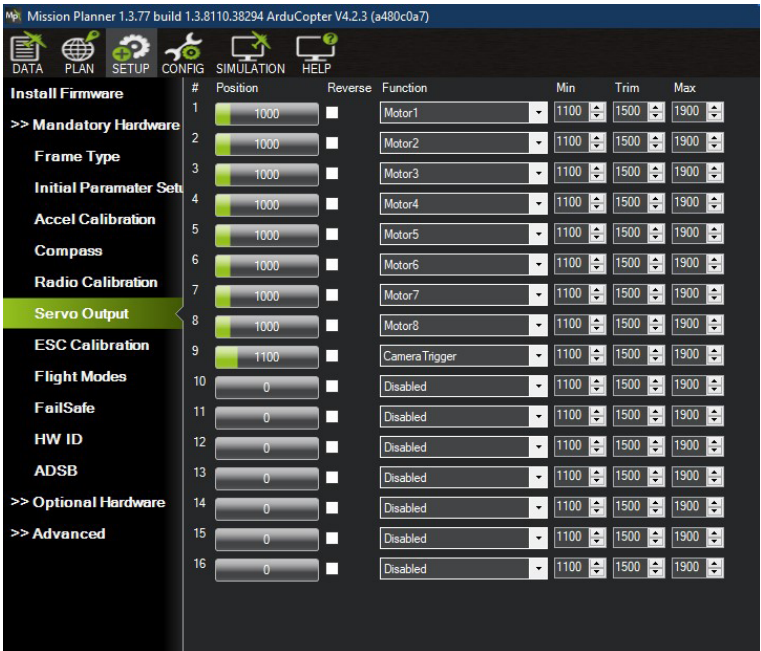 Mission Planner 1.3.77 build 1.3.8110.38294 ArduCopter V4.2.3 (a480c0a7)
DATA PLAN SETUP CONFIG SIMULATION HELP
Install Firmware
>> Mandatory Hardware
Frame Type
Initial Paramater Setu
Accel Calibration
Compass
Radio Calibration
Servo Output
ESC Calibration
Flight Modes
FailSafe
HW ID
ADSB
>> Optional Hardware
>> Advanced
# Position Reverse Function Min Trim Max
1 1000 Motor1 1100 1500 1900
2 1000 Motor2 1100 1500 1900
3 1000 Motor3 1100 1500 1900
4 1000 Motor4 1100 1500 1900
5 1000 Motor5 1100 1500 1900
6 1000 Motor6 1100 1500 1900
7 1000 Motor7 1100 1500 1900
8 1000 Motor8 1100 1500 1900
9 1100 CameraTrigger 1100 1500 1900
10 0 Disabled 1100 1500 1900
11 0 Disabled 1100 1500 1900
12 0 Disabled 1100 1500 1900
13 0 Disabled 1100 1500 1900
14 0 Disabled 1100 1500 1900
15 0 Disabled 1100 1500 1900
16 0 Disabled 1100 1500 1900